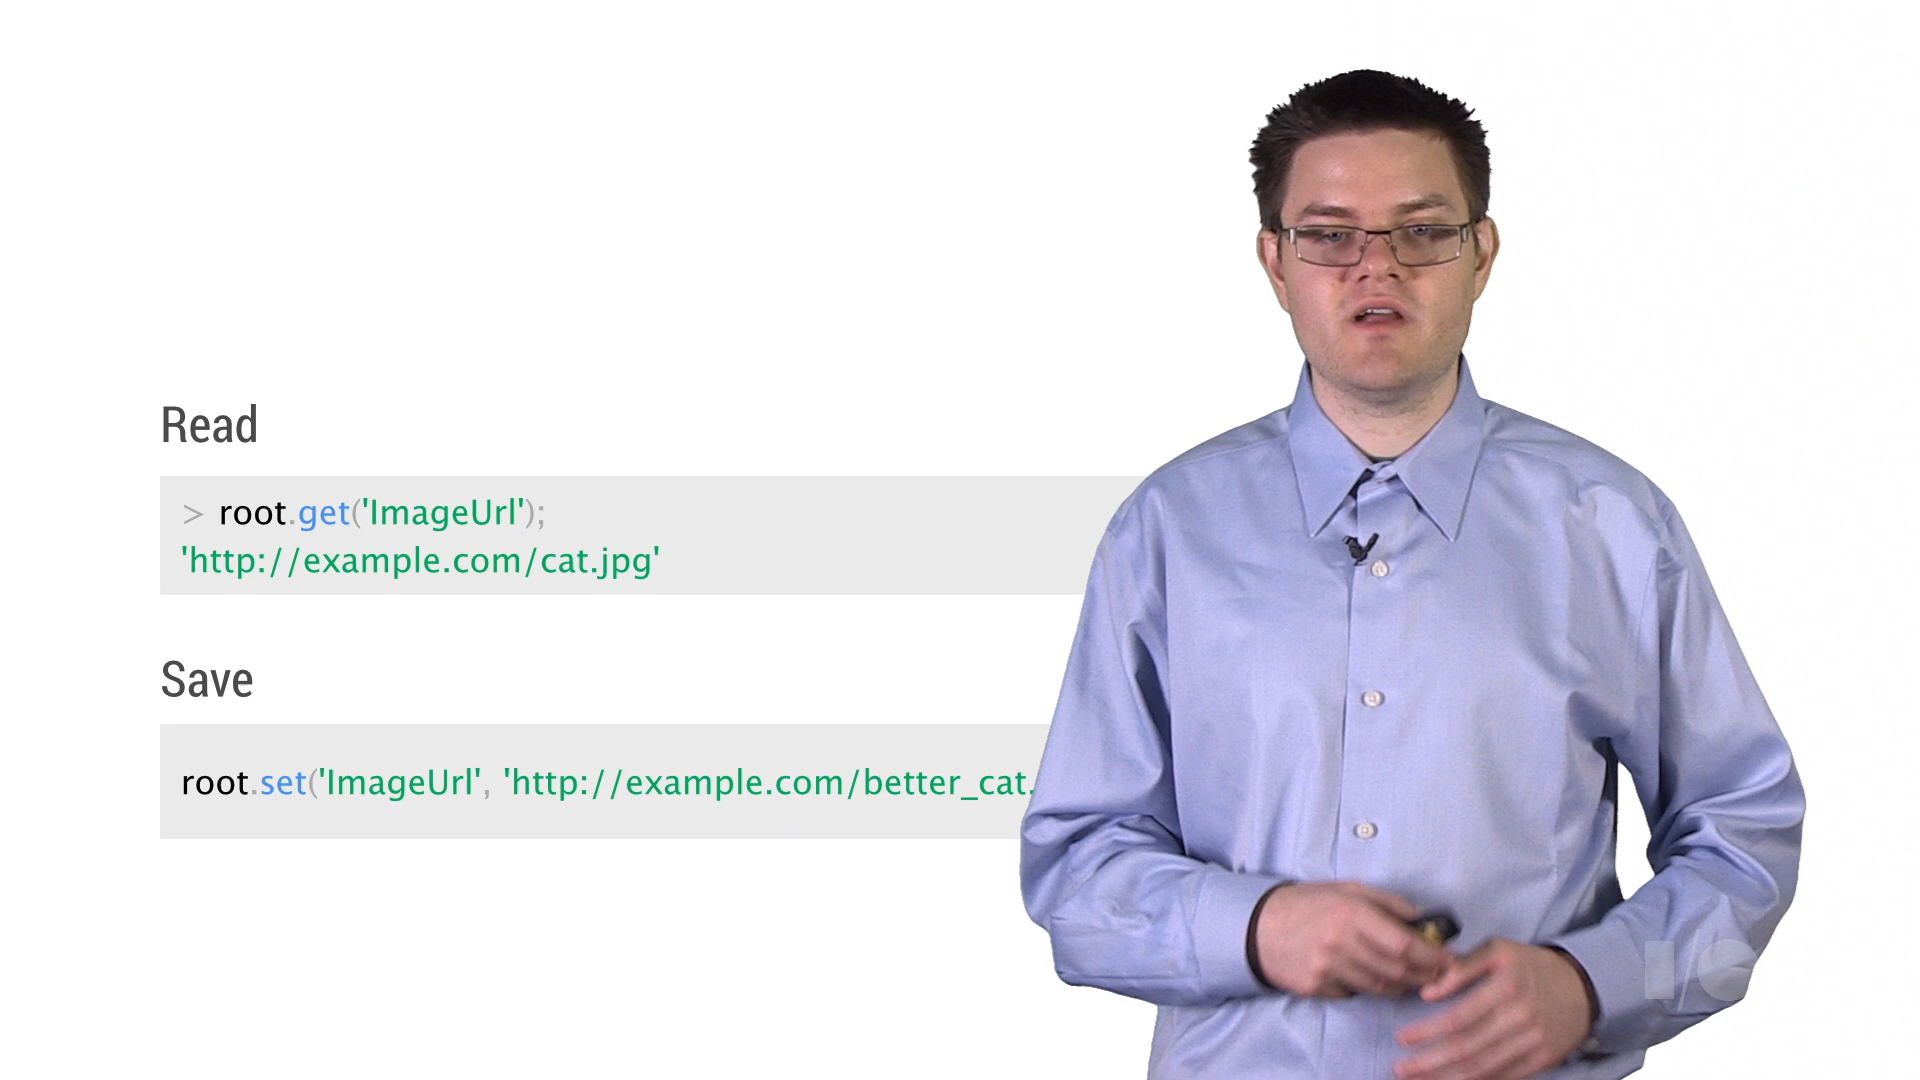 Read
> root.get('ImageUrl');
'http://example.com/cat.jpg'
Save
root.set('ImageUrl', 'http://example.com/better_cat.
I/O